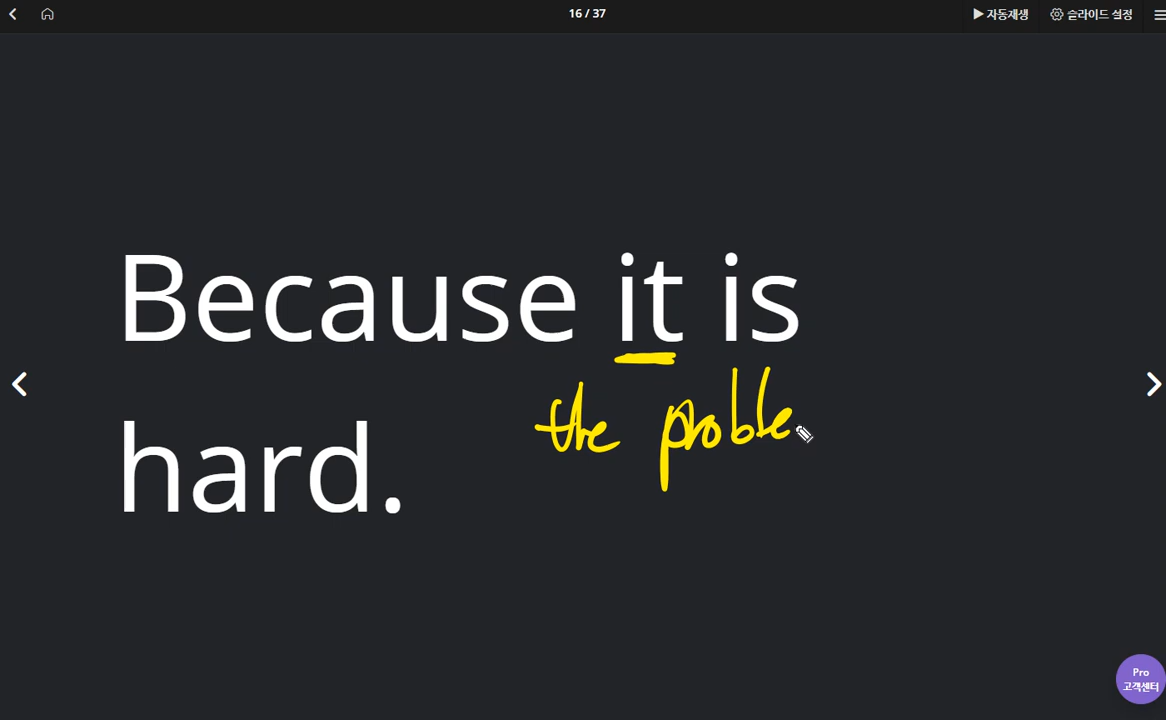 16 / 37
▶ 자동재생
슬라이드 설정
Because it is
the proble
hard.
Pro
고객센터